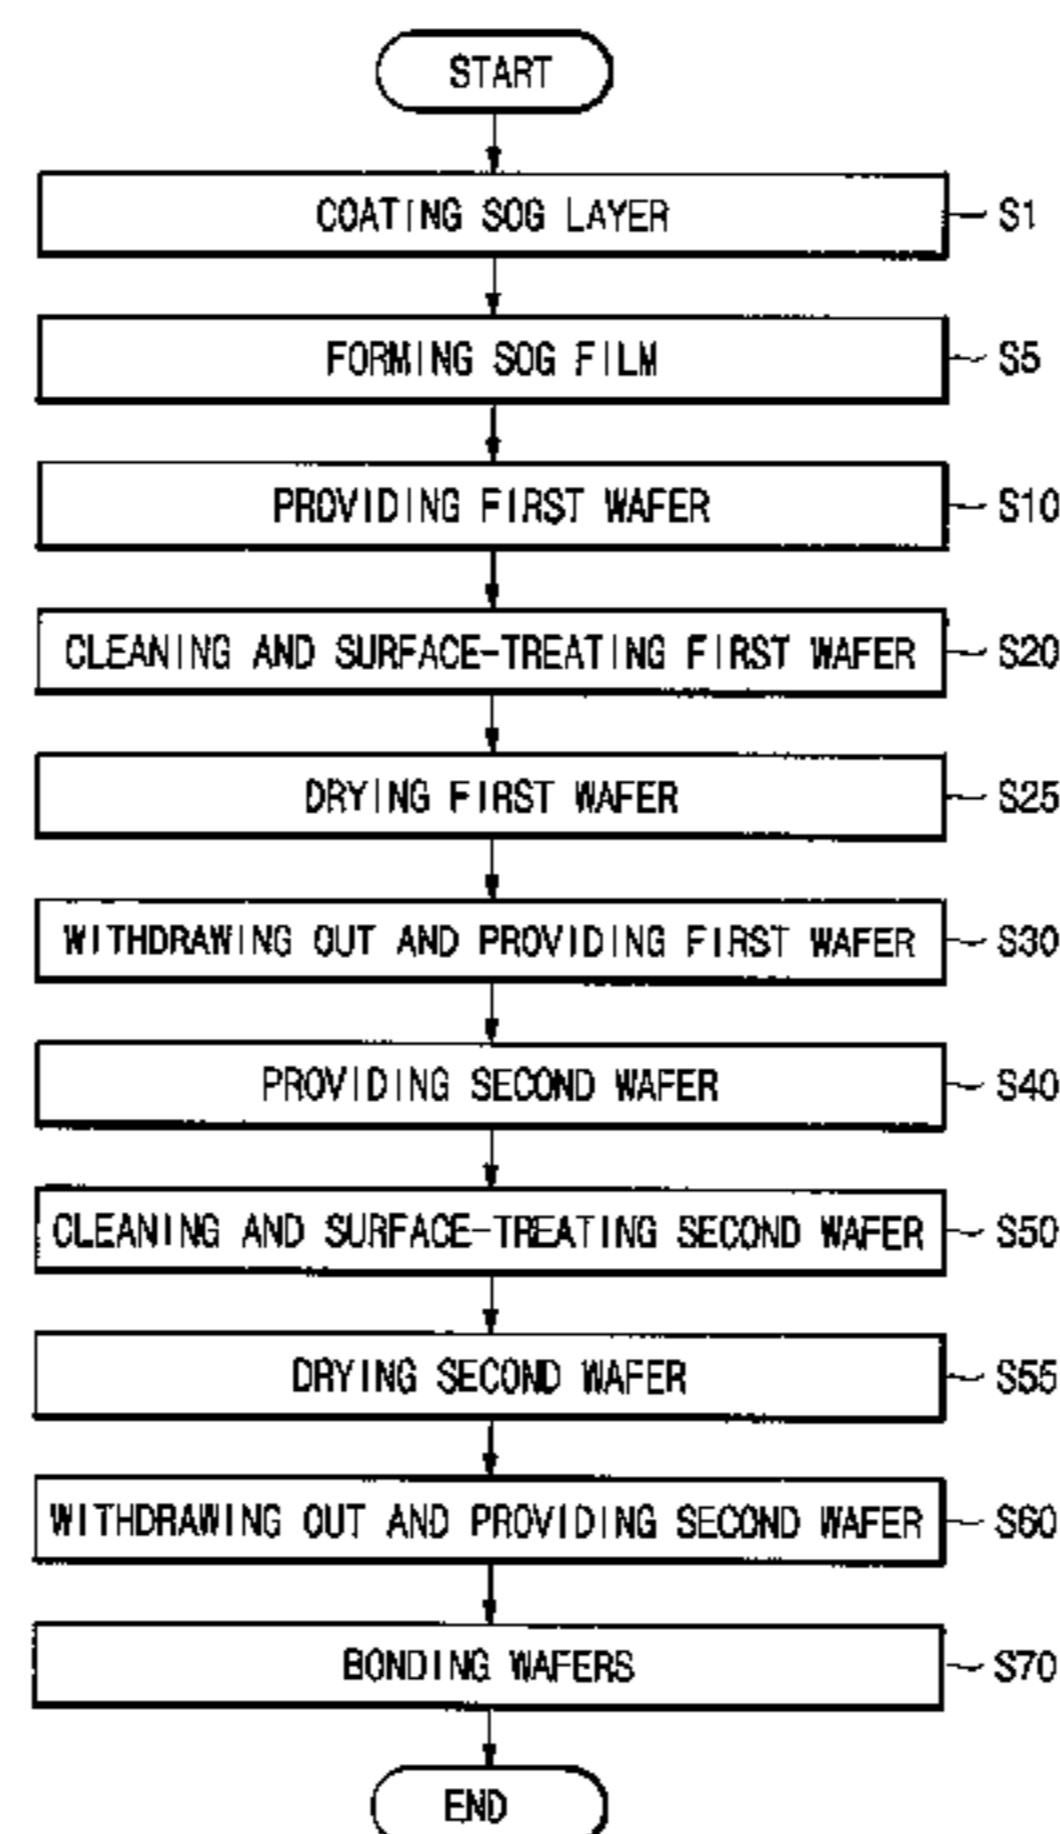 START
COATING SOG LAYER S1
FORMING SOG FILM S5
PROVIDING FIRST WAFER S10
CLEANING AND SURFACE-TREATING FIRST WAFER S20
DRYING FIRST WAFER S25
WITHDRAWING OUT AND PROVIDING FIRST WAFER S30
PROVIDING SECOND WAFER S40
CLEANING AND SURFACE-TREATING SECOND WAFER S50
DRYING SECOND WAFER S55
WITHDRAWING OUT AND PROVIDING SECOND WAFER S60
BONDING WAFERS S70
END